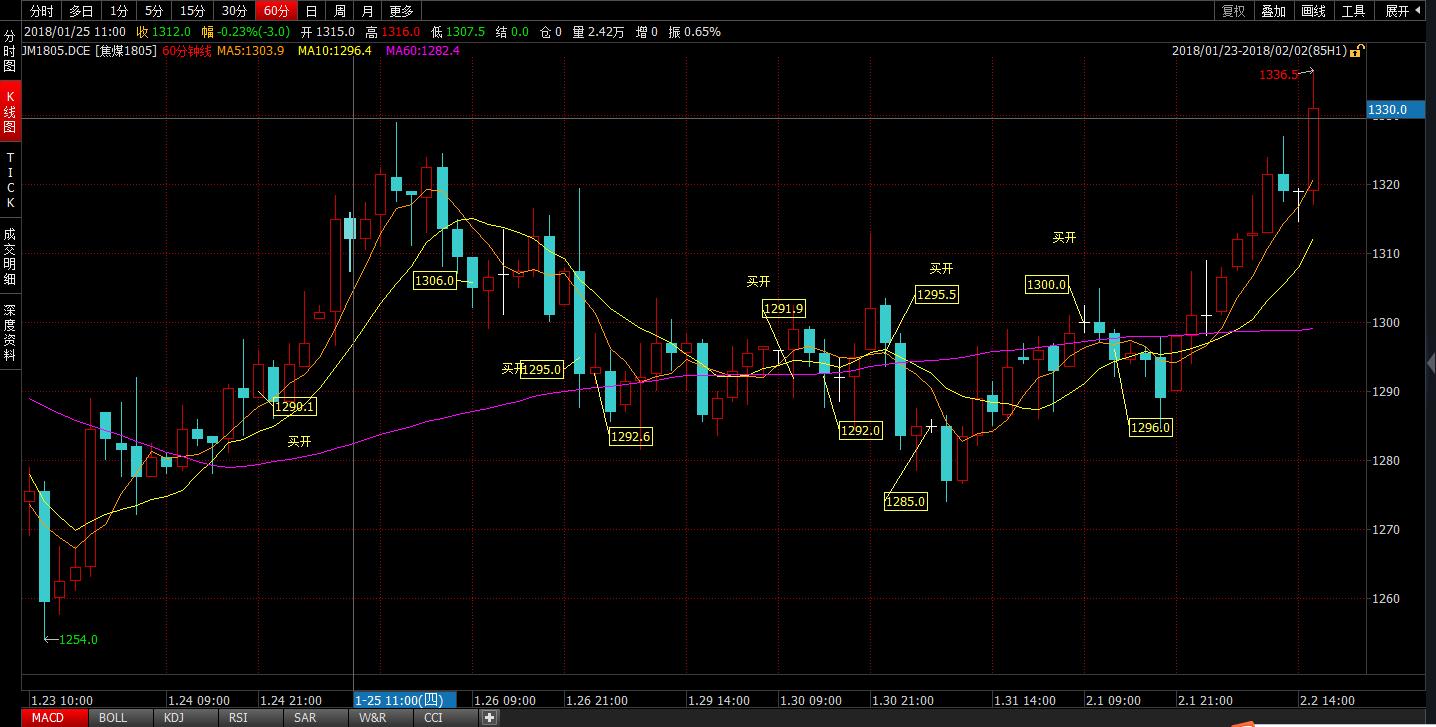 分时 多日 1分 5分 15分 30分 60分 日 周 月 更多 复权 叠加 画线 工具 展开
2018/01/25 11:00 收 1312.0 幅 -0.23%(-3.0) 开 1315.0 高 1316.0 低 1307.5 结 0.0 仓 0 量 2.42万 增 0 振 0.65%
JM1805.DCE [焦煤1805] 60分钟线 MA5:1303.9 MA10:1296.4 MA60:1282.4 2018/01/23-2018/02/02(85H1)
分时图
K线图
TICK
成交明细
深度资料
1336.5
1330.0
1320
买开
1310
买开
1306.0
买开
1300.0
1295.5
1291.9
1300
买开 1295.0
1290
1290.1
1296.0
1292.0
1292.6
买开
1280
1285.0
1270
1260
1254.0
1.23 10:00 1.24 09:00 1.24 21:00 1-25 11:00(四) 1.26 09:00 1.26 21:00 1.29 14:00 1.30 09:00 1.30 21:00 1.31 14:00 2.1 09:00 2.1 21:00 2.2 14:00
MACD BOLL KDJ RSI SAR W&R CCI